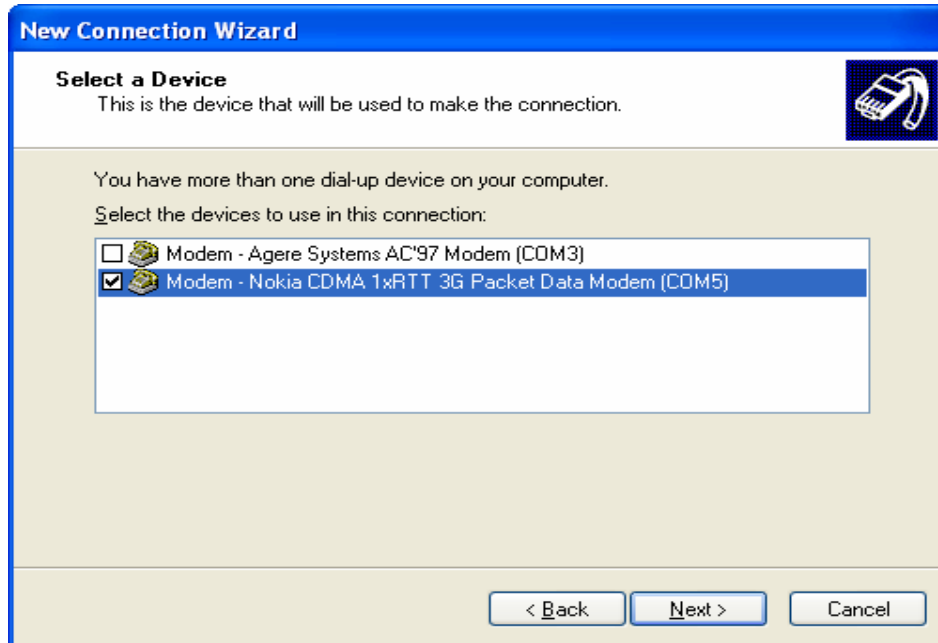 New Connection Wizard
Select a Device
This is the device that will be used to make the connection.
You have more than one dial-up device on your computer.
Select the devices to use in this connection:
Modem - Agere Systems AC'97 Modem (COM3)
Modem - Nokia CDMA 1xRTT 3G Packet Data Modem (COM5)
< Back Next > Cancel